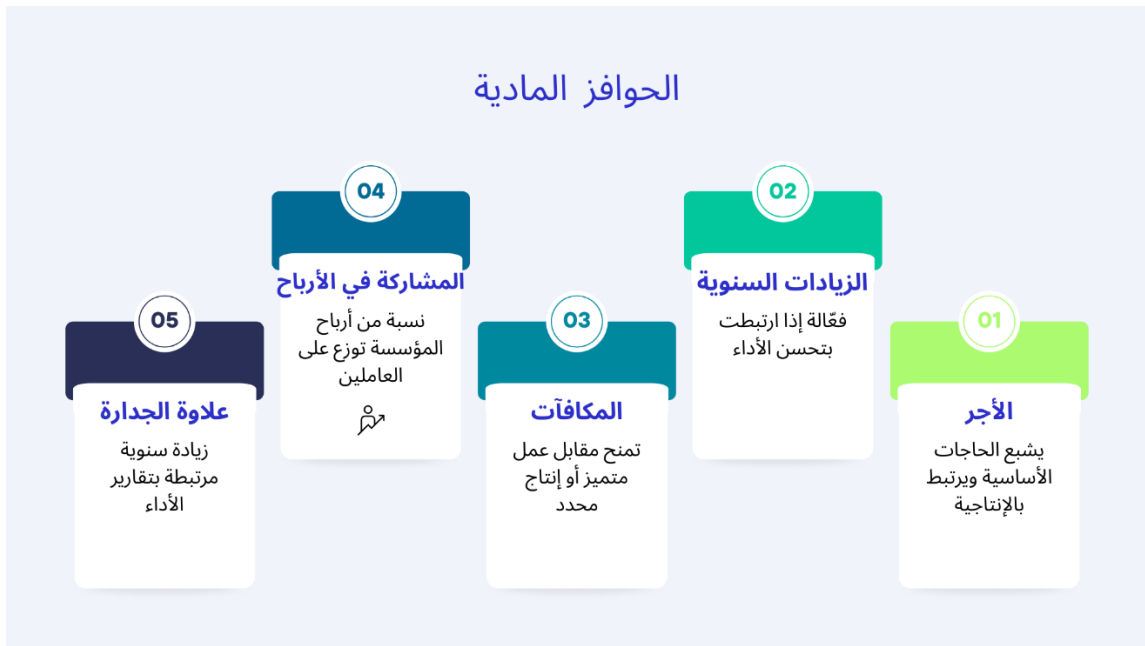 الحوافز المادية
01
الأجر
يشبع الحاجات
الأساسية ويرتبط
بالإنتاجية
02
الزيادات السنوية
فعّالة إذا ارتبطت
بتحسن الأداء
03
المكافآت
تمنح مقابل عمل
متميز أو إنتاج
محدد
04
المشاركة في الأرباح
نسبة من أرباح
المؤسسة توزع على
العاملين
05
علاوة الجدارة
زيادة سنوية
مرتبطة بتقارير
الأداء